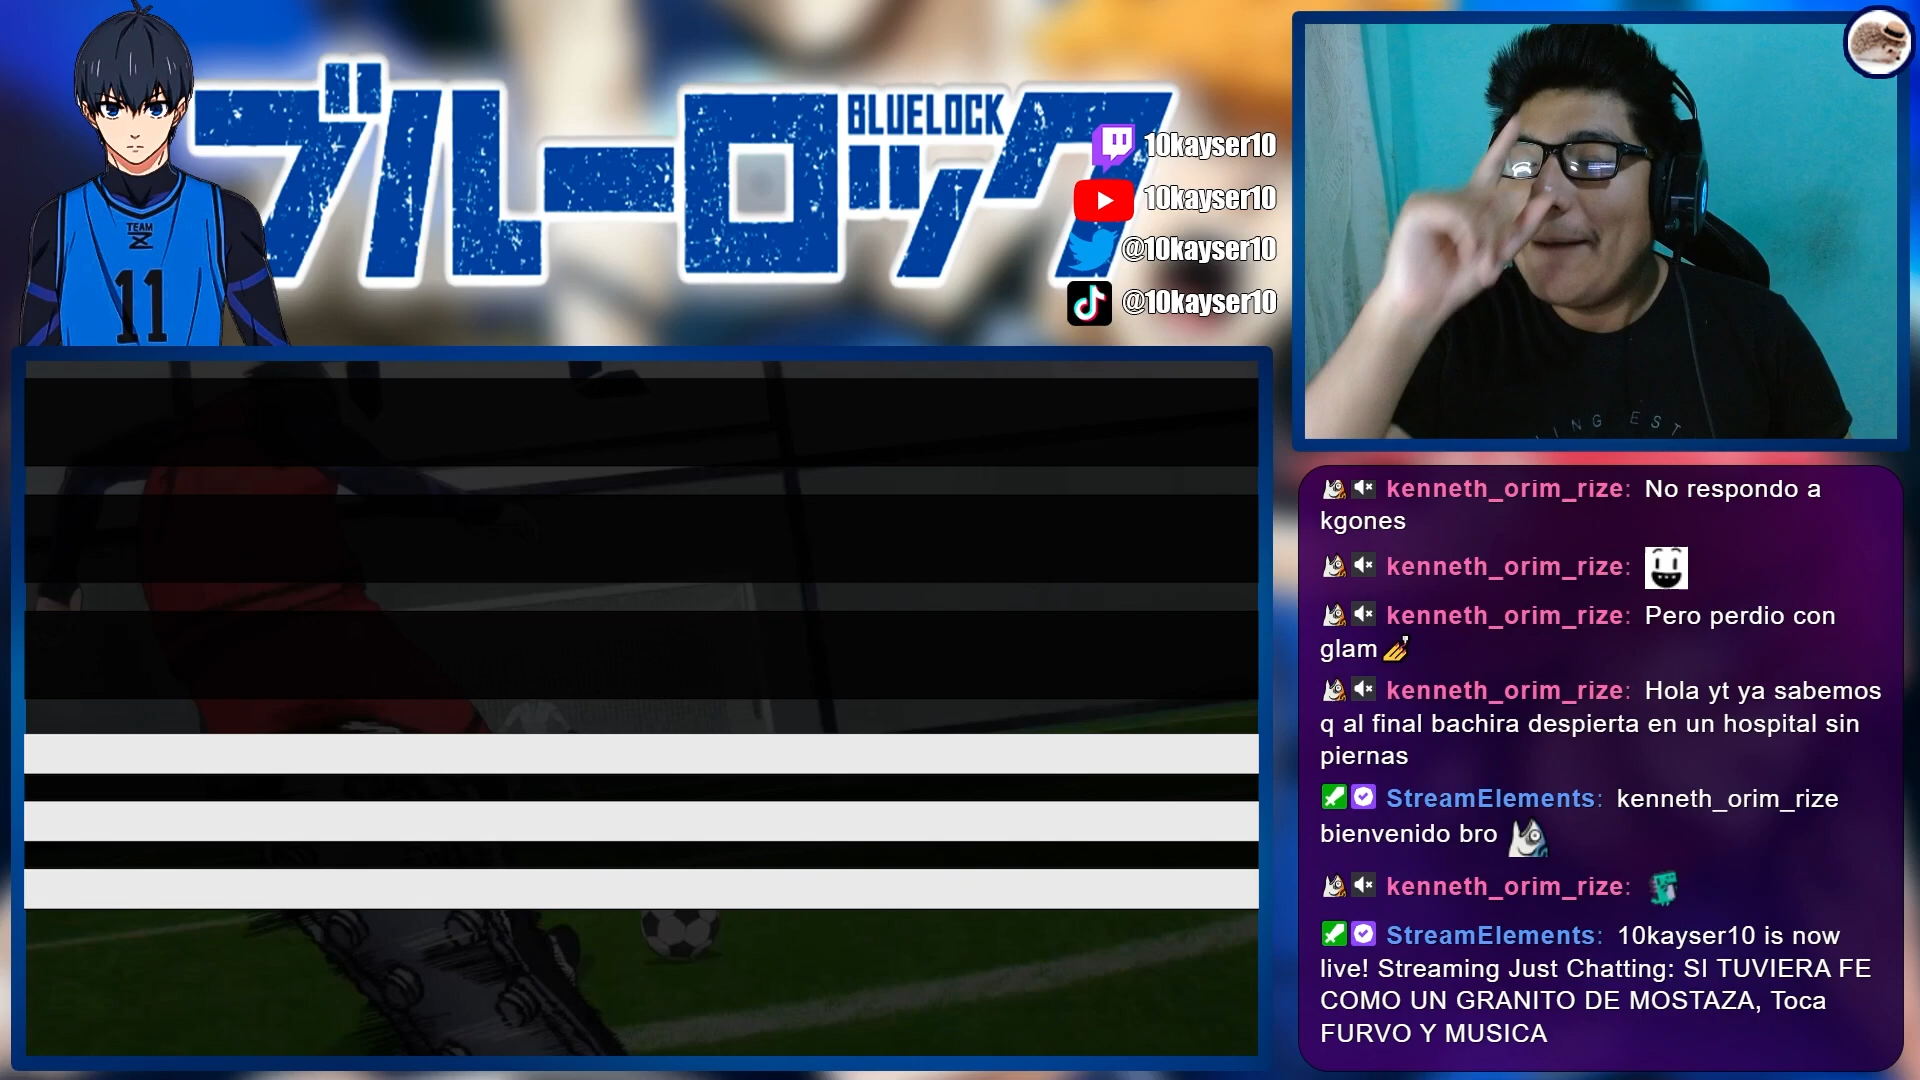 ブルーロック
BLUELOCK
TEAM
Z
11
10kayser10
10kayser10
@10kayser10
@10kayser10
ING EST
kenneth_orim_rize: No respondo a
kgones
kenneth_orim_rize:
kenneth_orim_rize: Pero perdio con
glam💅
kenneth_orim_rize: Hola yt ya sabemos
q al final bachira despierta en un hospital sin
piernas
StreamElements: kenneth_orim_rize
bienvenido bro
kenneth_orim_rize:
StreamElements: 10kayser10 is now
live! Streaming Just Chatting: SI TUVIERA FE
COMO UN GRANITO DE MOSTAZA, Toca
FURVO Y MUSICA